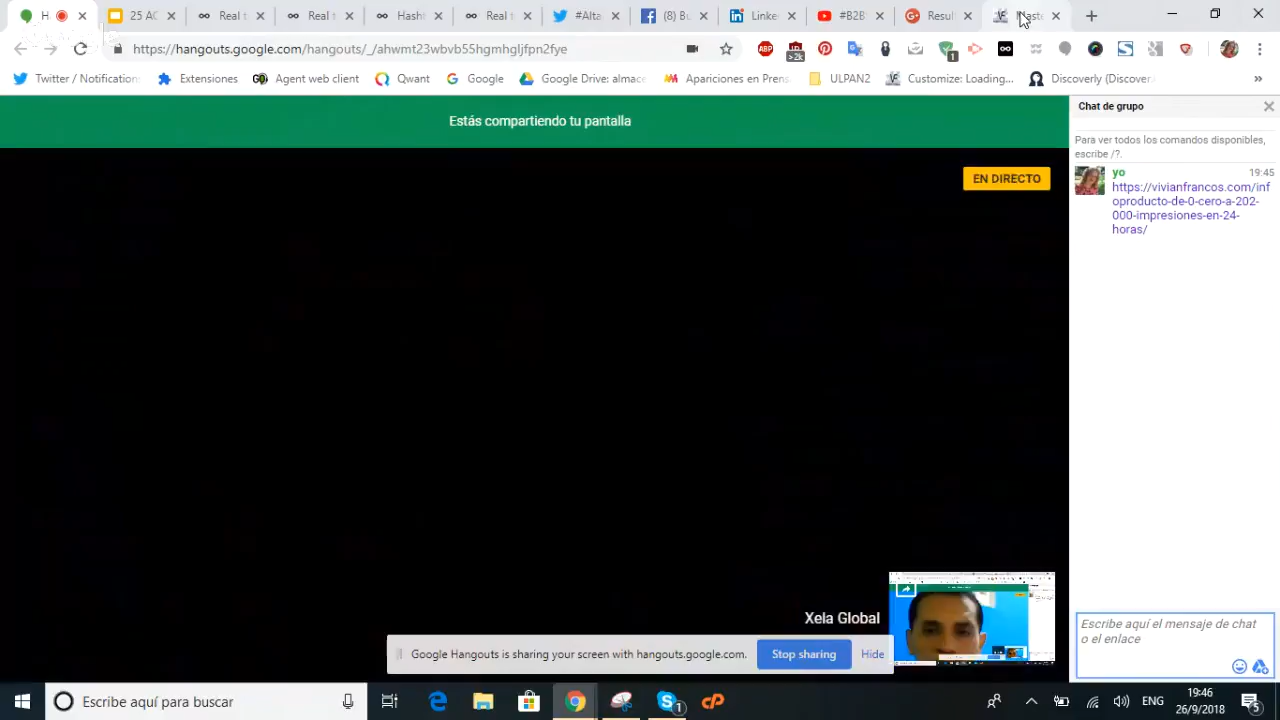 H
25 AC
Real t
Real t
Hasht
Real t
#Alta
(8) Bu
Linke
#B2B
Resul
https://hangouts.google.com/hangouts/_/
Twitter / Notification
Extensiones
Agent web client
Qwant
Google
Google Drive: almace
Apariciones en Prens
ULPAN2
Customize: Loading...
Discoverly (Discover
»
Estás compartiendo tu pantalla
EN DIRECTO
Chat de grupo
Para ver todos los comandos disponibles,
escribe /?.
yo 19:45
https://vivianfrancos.com/inf
oproducto-de-0-cero-a-202-
000-impresiones-en-24-
horas/
Xela Global
Google Hangouts is sharing your screen with hangouts.google.com.
Stop sharing
Hide
Escribe aquí el mensaje de chat
o el enlace
Escribe aquí para buscar
ENG
19:46
26/9/2018